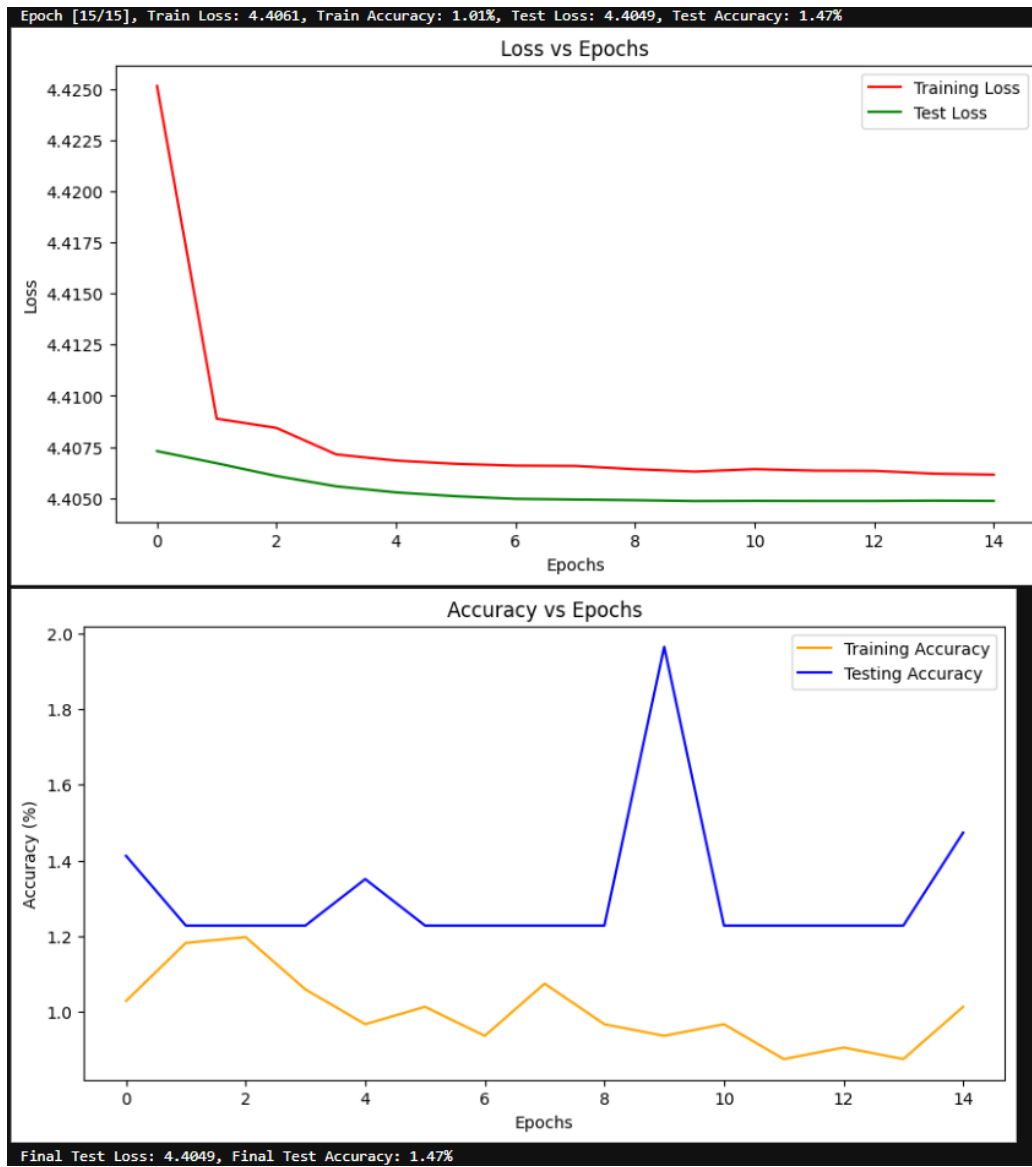 Epoch [15/15], Train Loss: 4.4061, Train Accuracy: 1.01%, Test Loss: 4.4049, Test Accuracy: 1.47%
Loss vs Epochs
Training Loss
Test Loss
4.4250
4.4225
4.4200
4.4175
4.4150
4.4125
4.4100
4.4075
4.4050
Loss
0 2 4 6 8 10 12 14
Epochs
Accuracy vs Epochs
Training Accuracy
Testing Accuracy
2.0
1.8
1.6
1.4
1.2
1.0
Accuracy (%)
0 2 4 6 8 10 12 14
Epochs
Final Test Loss: 4.4049, Final Test Accuracy: 1.47%